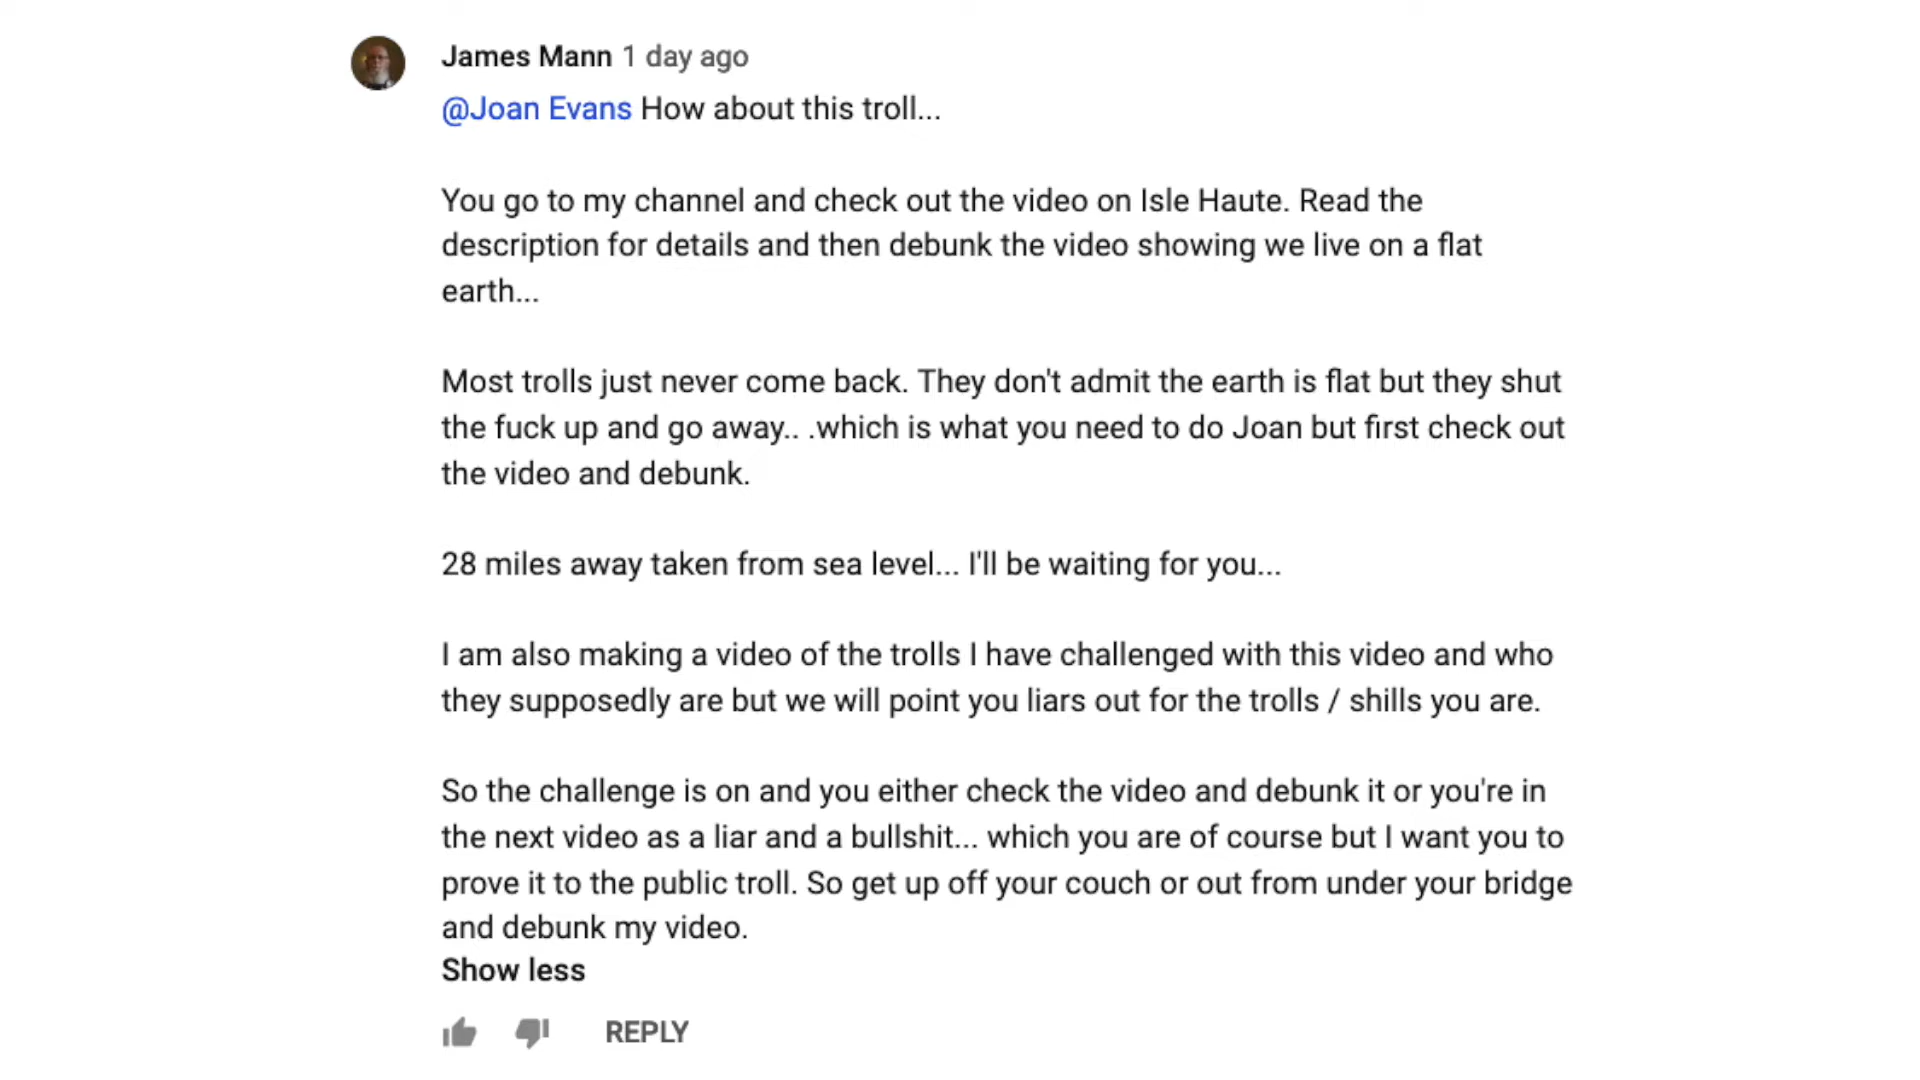 James Mann 1 day ago
@Joan Evans How about this troll...
You go to my channel and check out the video on Isle Haute. Read the
description for details and then debunk the video showing we live on a flat
earth...
Most trolls just never come back. They don't admit the earth is flat but they shut
the fuck up and go away.. .which is what you need to do Joan but first check out
the video and debunk.
28 miles away taken from sea level... I'll be waiting for you...
I am also making a video of the trolls I have challenged with this video and who
they supposedly are but we will point you liars out for the trolls / shills you are.
So the challenge is on and you either check the video and debunk it or you're in
the next video as a liar and a bullshit... which you are of course but I want you to
prove it to the public troll. So get up off your couch or out from under your bridge
and debunk my video.
Show less
REPLY